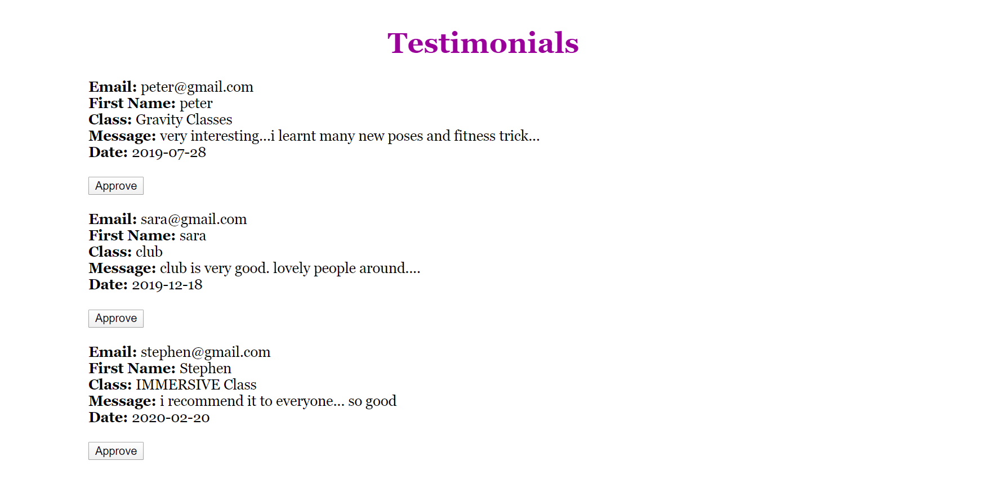 Testimonials
Email: peter@gmail.com
First Name: peter
Class: Gravity Classes
Message: very interesting...i learnt many new poses and fitness trick...
Date: 2019-07-28
Approve
Email: sara@gmail.com
First Name: sara
Class: club
Message: club is very good. lovely people around....
Date: 2019-12-18
Approve
Email: stephen@gmail.com
First Name: Stephen
Class: IMMERSIVE Class
Message: i recommend it to everyone... so good
Date: 2020-02-20
Approve